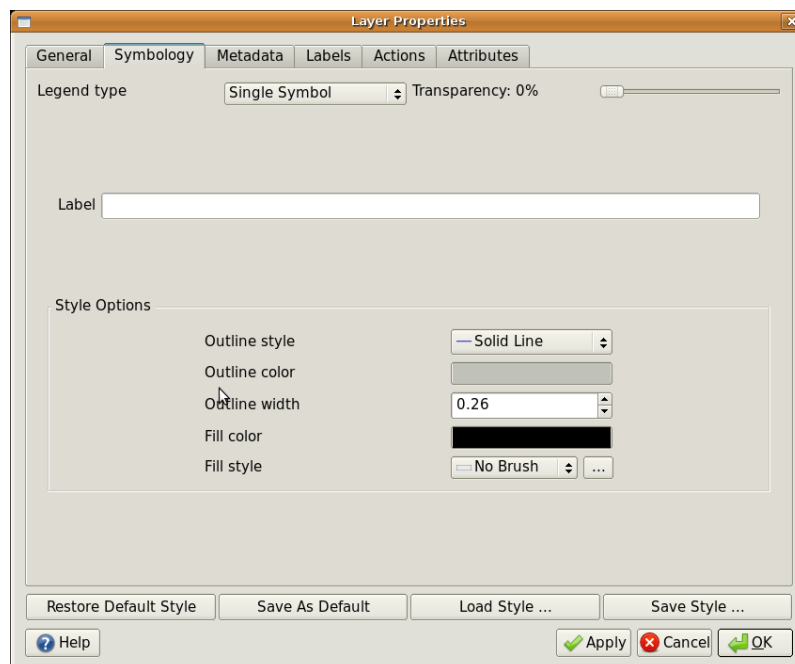 Layer Properties
General Symbology Metadata Labels Actions Attributes
Legend type Single Symbol Transparency: 0%
Label
Style Options
Outline style Solid Line
Outline color
Outline width 0.26
Fill color
Fill style No Brush ...
Restore Default Style Save As Default Load Style ... Save Style ...
Help Apply Cancel OK